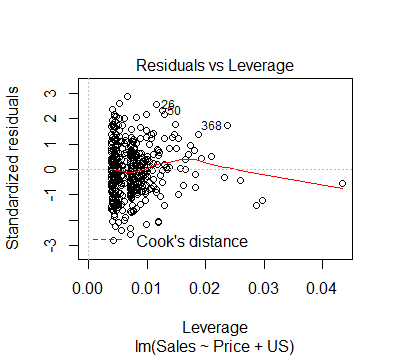 Residuals vs Leverage
Standardized residuals
3
2
1
0
-1
-3
26
50
368
Cook's distance
0.00
0.01
0.02
0.03
0.04
Leverage
lm(Sales ~ Price + US)